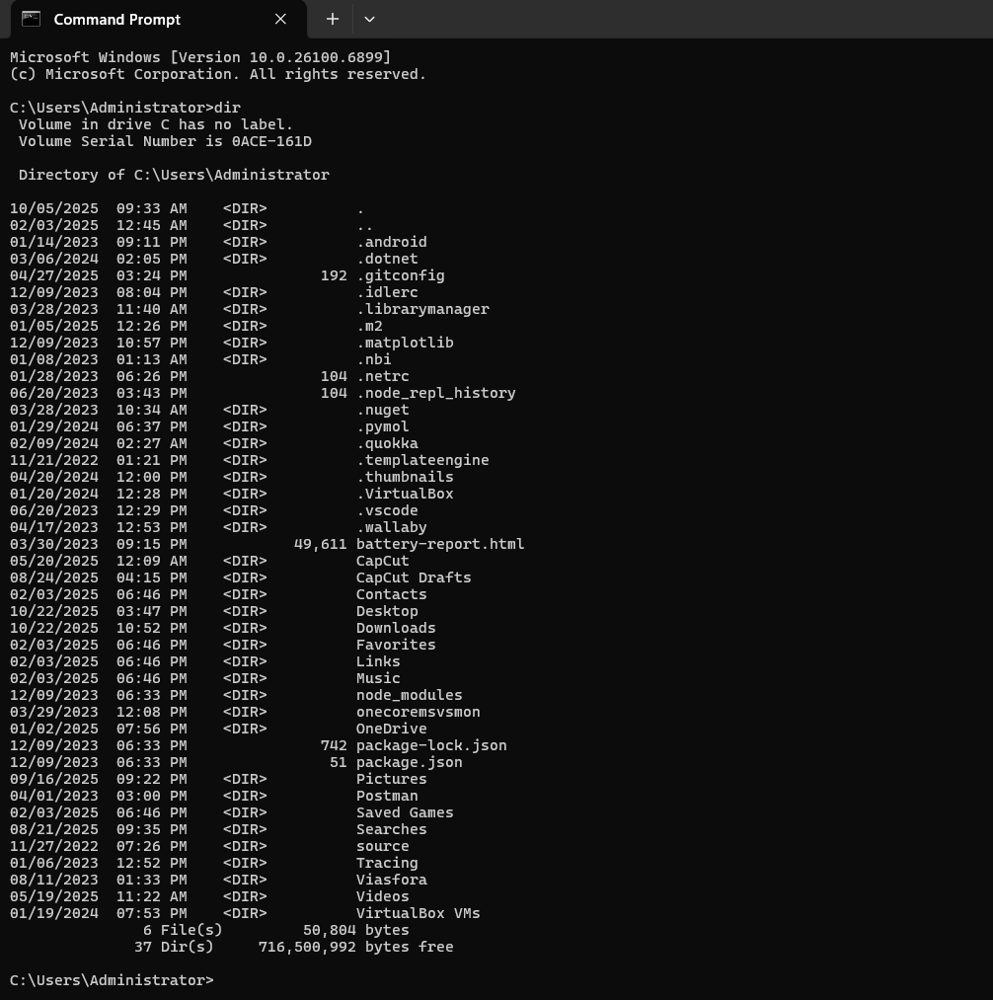 Command Prompt
Microsoft Windows [Version 10.0.26100.6899]
(c) Microsoft Corporation. All rights reserved.
C:\Users\Administrator>dir
 Volume in drive C has no label.
 Volume Serial Number is 0ACE-161D
 Directory of C:\Users\Administrator
10/05/2025  09:33 AM    <DIR>          .
02/03/2025  12:45 AM    <DIR>          ..
01/14/2023  09:11 PM    <DIR>          .android
03/06/2024  02:05 PM    <DIR>          .dotnet
04/27/2025  03:24 PM               192 .gitconfig
12/09/2023  08:04 PM    <DIR>          .idlerc
03/28/2023  11:40 AM    <DIR>          .librarymanager
01/05/2025  12:26 PM    <DIR>          .m2
12/09/2023  10:57 PM    <DIR>          .matplotlib
01/08/2023  01:13 AM    <DIR>          .nbi
01/28/2023  06:26 PM               104 .netrc
06/20/2023  03:43 PM               104 .node_repl_history
03/28/2023  10:34 AM    <DIR>          .nuget
01/29/2024  06:37 PM    <DIR>          .pymol
02/09/2024  02:27 AM    <DIR>          .quokka
11/21/2022  01:21 PM    <DIR>          .templateengine
04/20/2024  12:00 PM    <DIR>          .thumbnails
01/20/2024  12:28 PM    <DIR>          .VirtualBox
06/20/2023  12:29 PM    <DIR>          .vscode
04/17/2023  12:53 PM    <DIR>          .wallaby
03/30/2023  09:15 PM            49,611 battery-report.html
05/20/2025  12:09 AM    <DIR>          CapCut
08/24/2025  04:15 PM    <DIR>          CapCut Drafts
02/03/2025  06:46 PM    <DIR>          Contacts
10/22/2025  03:47 PM    <DIR>          Desktop
10/22/2025  10:52 PM    <DIR>          Downloads
02/03/2025  06:46 PM    <DIR>          Favorites
02/03/2025  06:46 PM    <DIR>          Links
02/03/2025  06:46 PM    <DIR>          Music
12/09/2023  06:33 PM    <DIR>          node_modules
03/29/2023  12:08 PM    <DIR>          onecoremsvsmon
01/02/2025  07:56 PM    <DIR>          OneDrive
12/09/2023  06:33 PM               742 package-lock.json
12/09/2023  06:33 PM                51 package.json
09/16/2025  09:22 PM    <DIR>          Pictures
04/01/2023  03:00 PM    <DIR>          Postman
02/03/2025  06:46 PM    <DIR>          Saved Games
08/21/2025  09:35 PM    <DIR>          Searches
11/27/2022  07:26 PM    <DIR>          source
01/06/2023  12:52 PM    <DIR>          Tracing
08/11/2023  01:33 PM    <DIR>          Viasfora
05/19/2025  11:22 AM    <DIR>          Videos
01/19/2024  07:53 PM    <DIR>          VirtualBox VMs
               6 File(s)         50,804 bytes
              37 Dir(s)     716,500,992 bytes free
C:\Users\Administrator>